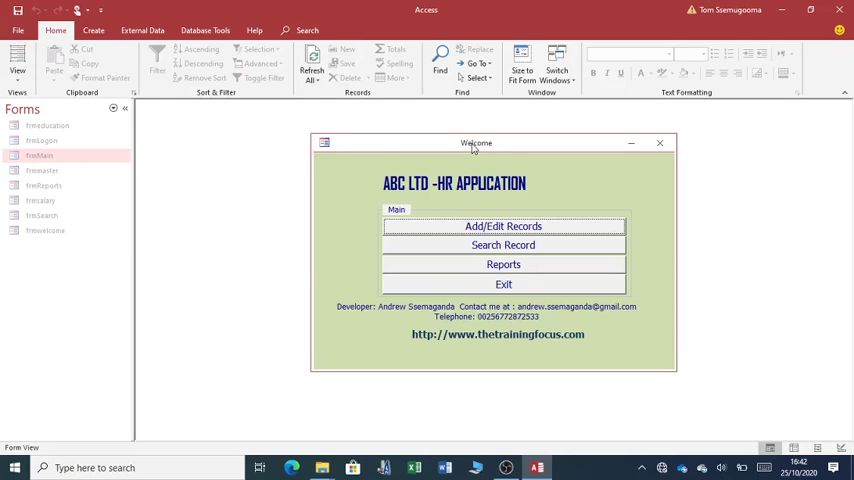 Access
Tom Ssemugooma
File Home Create External Data Database Tools Help Search
View
Paste
Cut
Copy
Format Painter
Filter
Ascending
Descending
Remove Sort
Selection
Advanced
Toggle Filter
Refresh
All
New
Save
Delete
Totals
Spelling
More
Find
Replace
Go To
Select
Size to
Fit Form
Switch
Windows
Views Clipboard Sort & Filter Records Find Window Text Formatting
Forms
frmeducation
frmLogon
frmMain
frmmaster
frmReports
frmsalary
frmSearch
frmwelcome
Welcome
ABC LTD -HR APPLICATION
Main
Add/Edit Records
Search Record
Reports
Exit
Developer: Andrew Ssemaganda Contact me at : andrew.ssemaganda@gmail.com
Telephone: 00256772872533
http://www.thetrainingfocus.com
Form View
Type here to search
16:42
25/10/2020